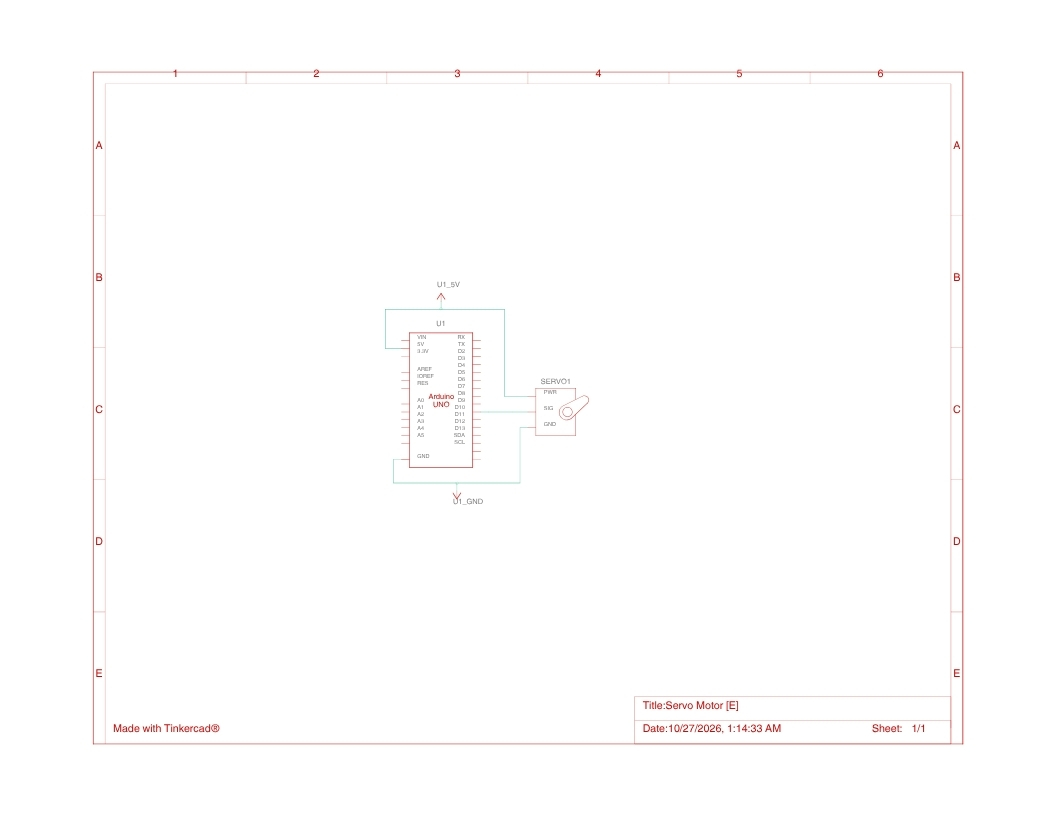 1 2 3 4 5 6
A A
B B
U1_5V
U1
VIN RX
5V TX
3.3V D2
D3
D4
AREF D5
IOREF D6
RES D7
D8
A0 D9
A1 D10
A2 D11
A3 D12
A4 D13
A5 SDA
SCL
GND
Arduino
UNO
SERVO1
PWR
SIG
GND
C C
U1_GND
D D
E E
Title:Servo Motor [E]
Made with Tinkercad®
Date:10/27/2026, 1:14:33 AM Sheet: 1/1